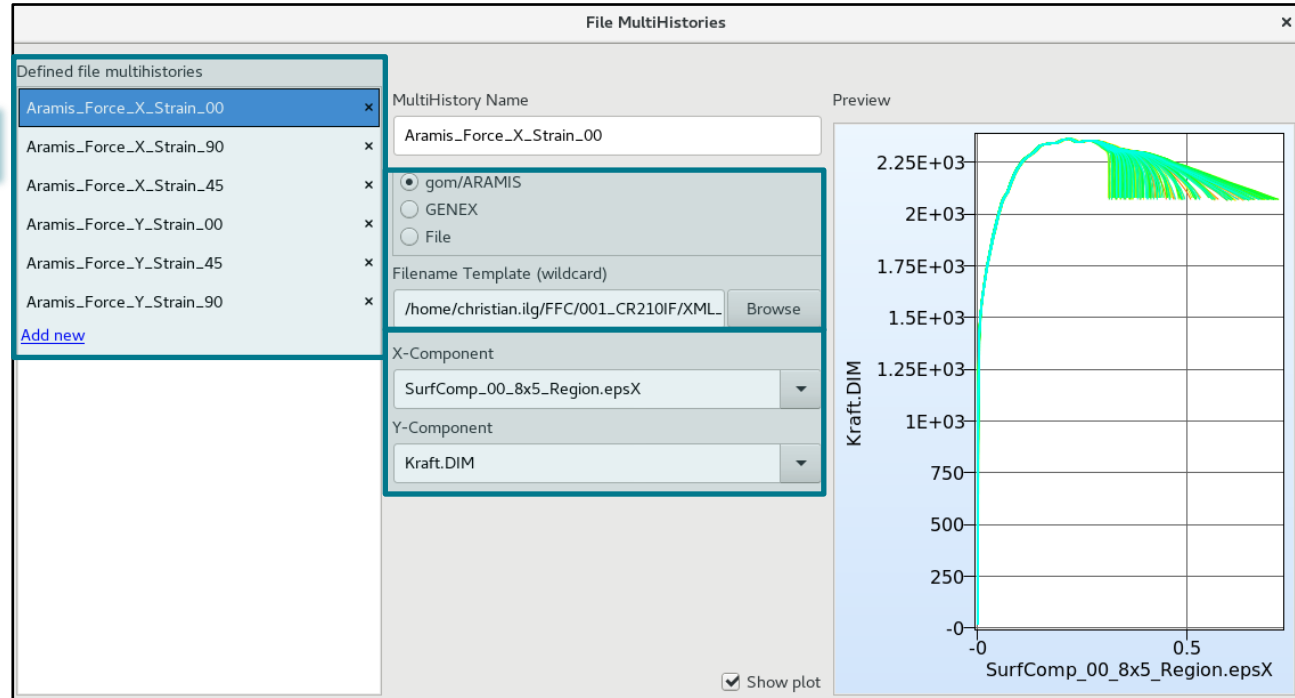 File MultiHistories
×
Defined file multihistories
Aramis_Force_X_Strain_00 ×
Aramis_Force_X_Strain_90 ×
Aramis_Force_X_Strain_45 ×
Aramis_Force_Y_Strain_00 ×
Aramis_Force_Y_Strain_45 ×
Aramis_Force_Y_Strain_90 ×
Add new
MultiHistory Name
Aramis_Force_X_Strain_00
gom/ARAMIS
GENEX
File
Filename Template (wildcard)
/home/christian.ilg/FFC/001_CR210IF/XML_ Browse
X-Component
SurfComp_00_8x5_Region.epsX
Y-Component
Kraft.DIM
Show plot
Preview
Kraft.DIM
2.25E+03
2E+03
1.75E+03
1.5E+03
1.25E+03
1E+03
750
500
250
-0
-0 0.5
SurfComp_00_8x5_Region.epsX